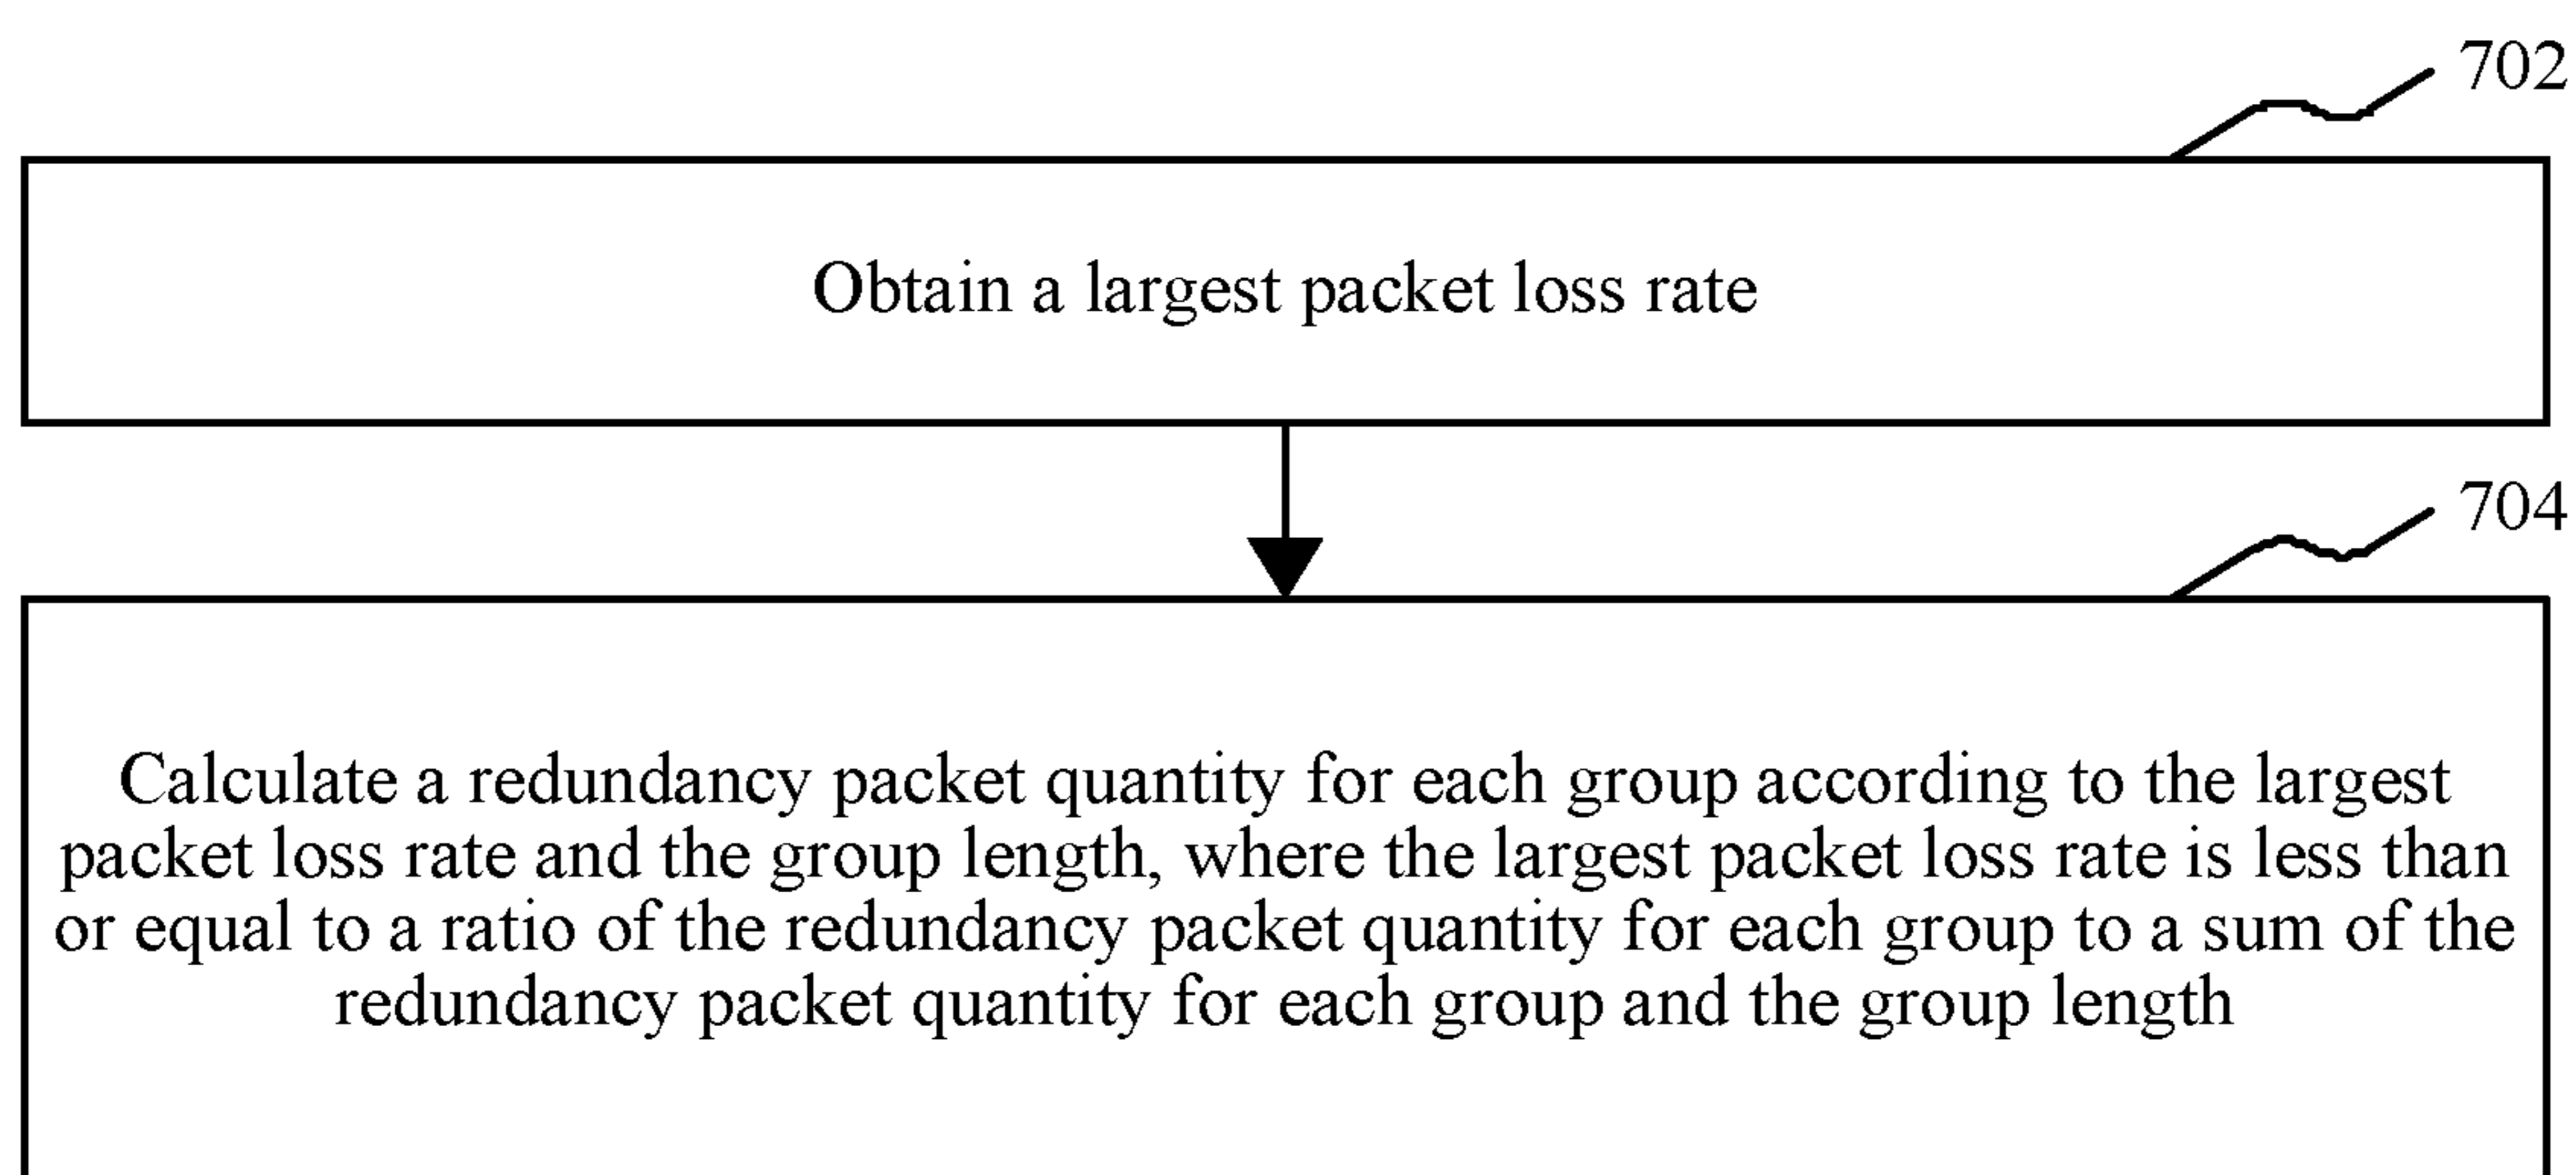 702
Obtain a largest packet loss rate
704
Calculate a redundancy packet quantity for each group according to the largest
packet loss rate and the group length, where the largest packet loss rate is less than
or equal to a ratio of the redundancy packet quantity for each group to a sum of the
redundancy packet quantity for each group and the group length